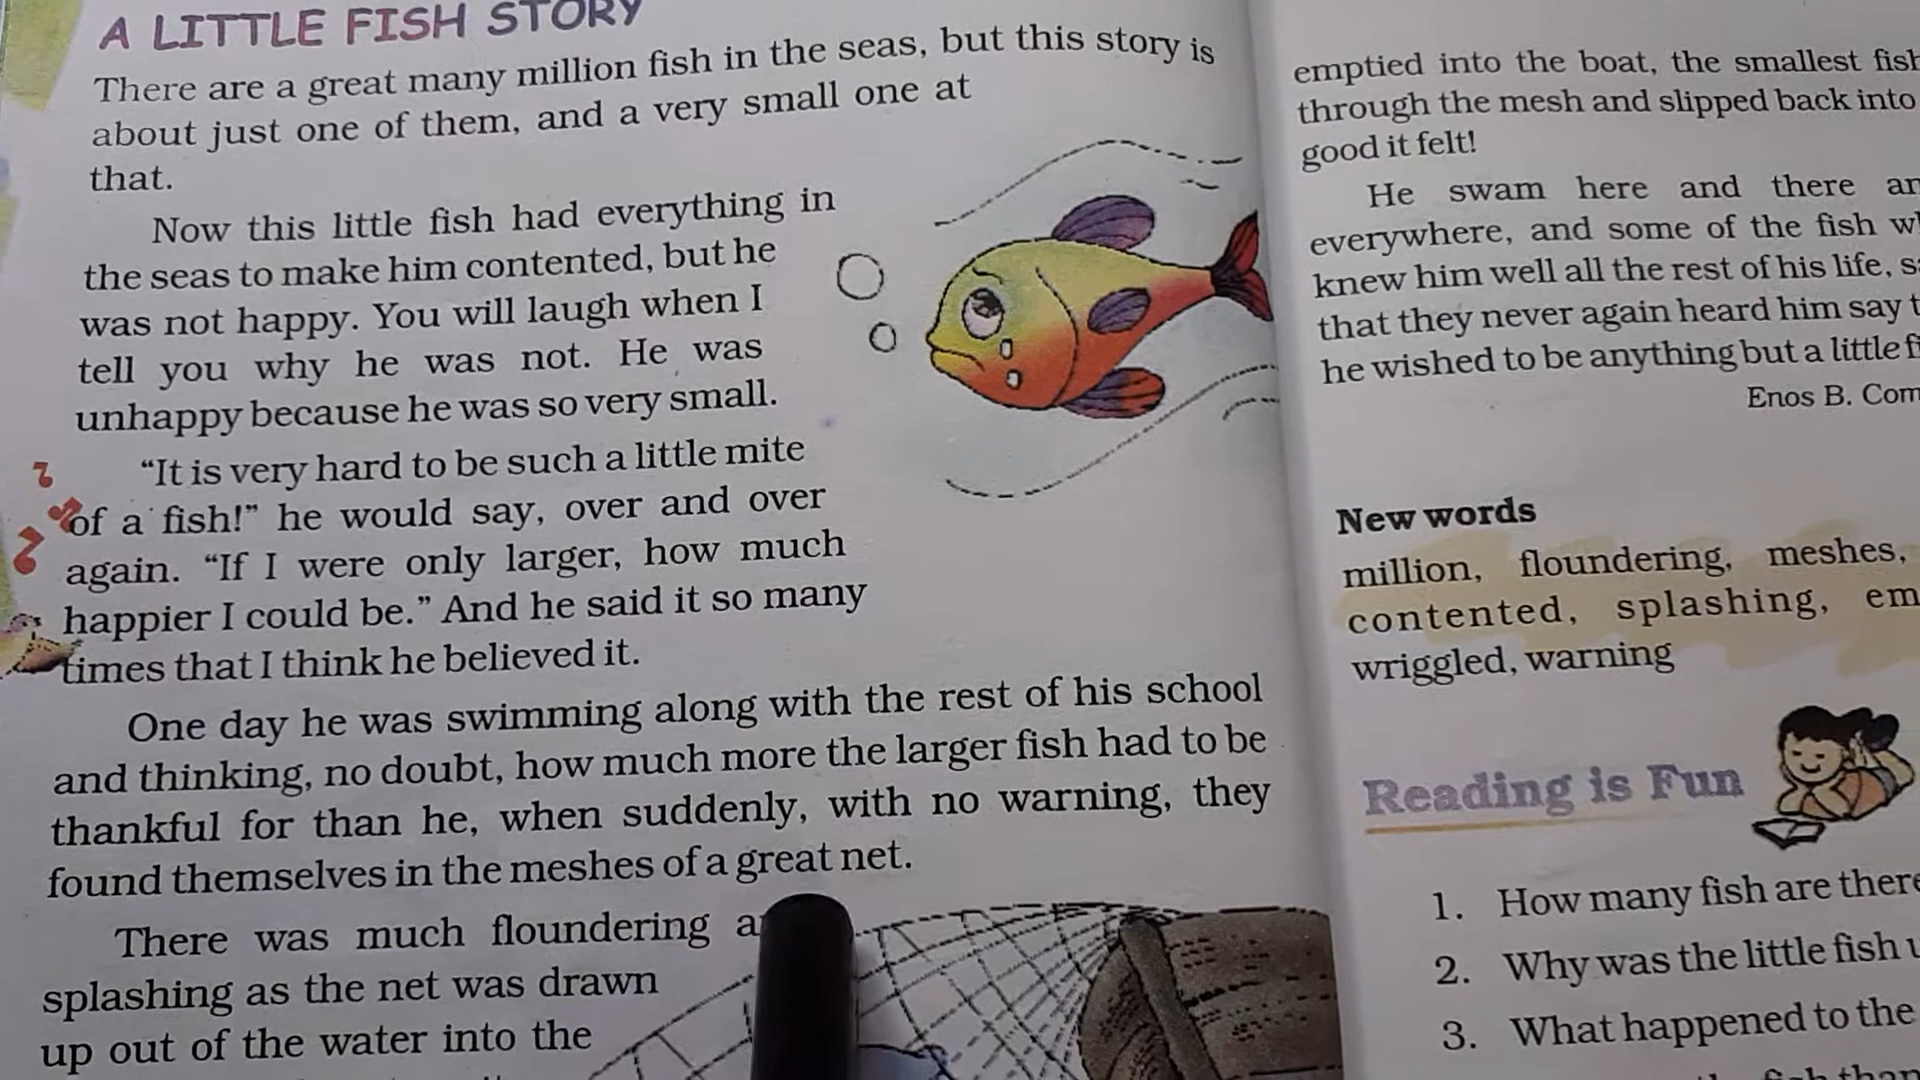 A LITTLE FISH STORY
There are a great many million fish in the seas, but this story is
about just one of them, and a very small one at
that.
Now this little fish had everything in
the seas to make him contented, but he
was not happy. You will laugh when I
tell you why he was not. He was
unhappy because he was so very small.
“It is very hard to be such a little mite
of a fish!” he would say, over and over
again. “If I were only larger, how much
happier I could be.” And he said it so many
times that I think he believed it.
One day he was swimming along with the rest of his school
and thinking, no doubt, how much more the larger fish had to be
thankful for than he, when suddenly, with no warning, they
found themselves in the meshes of a great net.
There was much floundering
splashing as the net was drawn
up out of the water into the
emptied into the boat, the smallest fish
through the mesh and slipped back into
good it felt!
He swam here and there
everywhere, and some of the fish
knew him well all the rest of his life,
that they never again heard him say
he wished to be anything but a little
Enos B.
New words
million, floundering, meshes,
contented, splashing,
wriggled, warning
Reading is Fun
1. How many fish are there
2. Why was the little fish
3. What happened to the
fish than